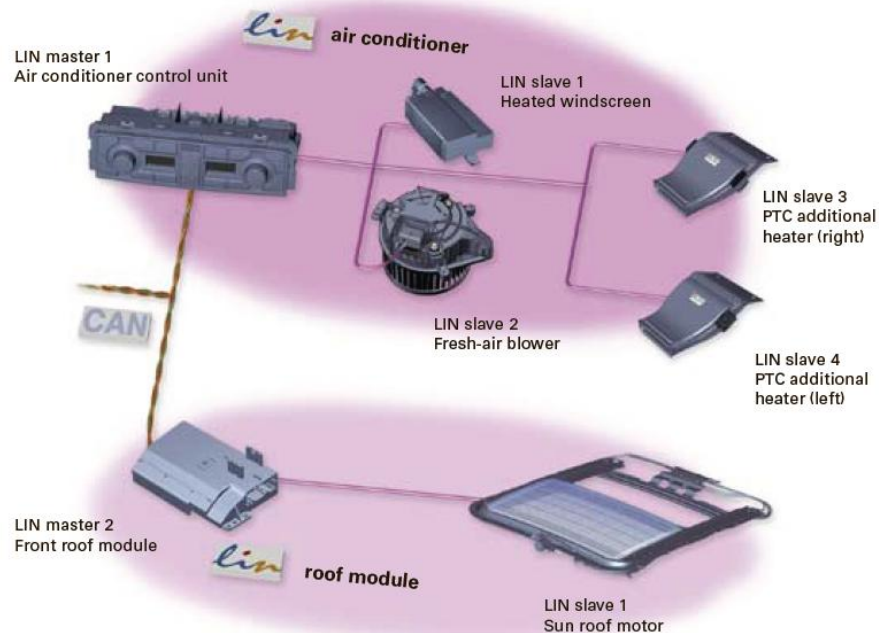 lin air conditioner
LIN master 1
Air conditioner control unit
LIN slave 1
Heated windscreen
LIN slave 3
PTC additional
heater (right)
LIN slave 2
Fresh-air blower
CAN
LIN slave 4
PTC additional
heater (left)
LIN master 2
Front roof module
lin roof module
LIN slave 1
Sun roof motor